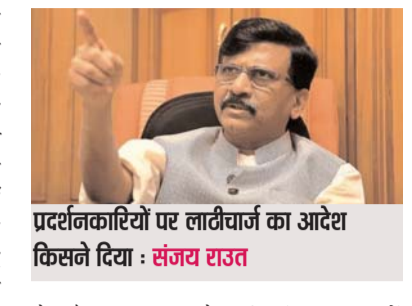 प्रदर्शनकारियों पर लाठीचार्ज का आदेश
किसने दिया : संजय राउत